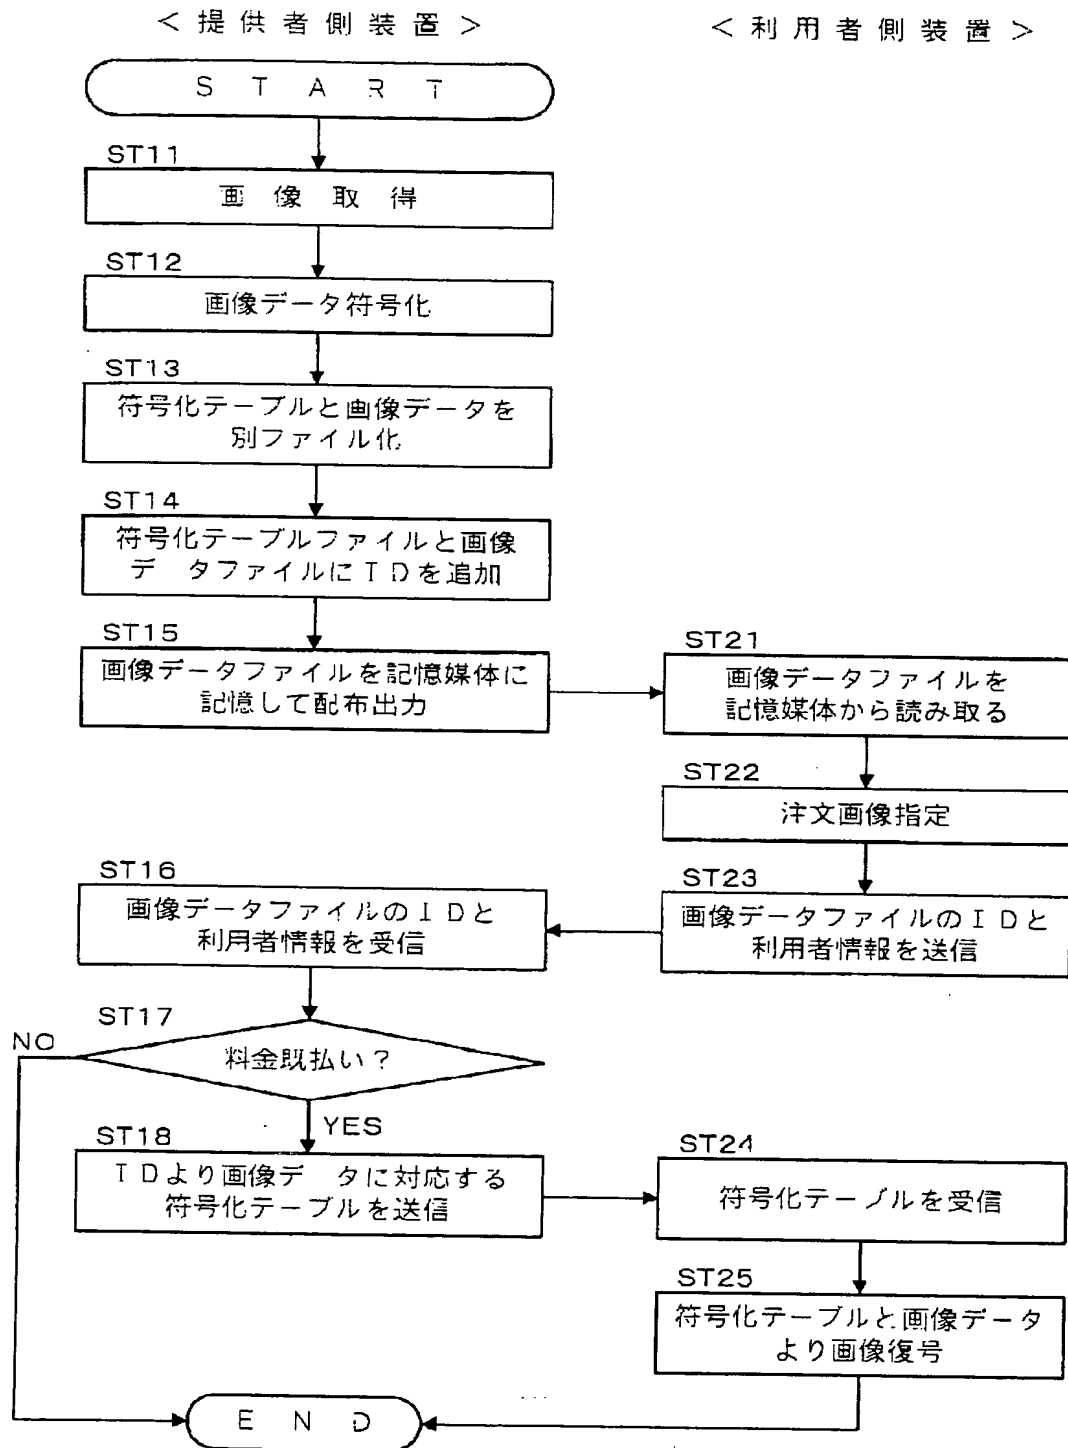 ＜提供者側装置＞
＜利用者側装置＞
START
ST11
画像取得
ST12
画像データ符号化
ST13
符号化テーブルと画像データを
別ファイル化
ST14
符号化テーブルファイルと画像
データファイルにＩＤを追加
ST15
画像データファイルを記憶媒体に
記憶して配布出力
ST21
画像データファイルを
記憶媒体から読み取る
ST22
注文画像指定
ST16
画像データファイルのＩＤと
利用者情報を受信
ST23
画像データファイルのＩＤと
利用者情報を送信
ST17
NO
料金既払い？
YES
ST18
ＩＤより画像データに対応する
符号化テーブルを送信
ST24
符号化テーブルを受信
ST25
符号化テーブルと画像データ
より画像復号
END